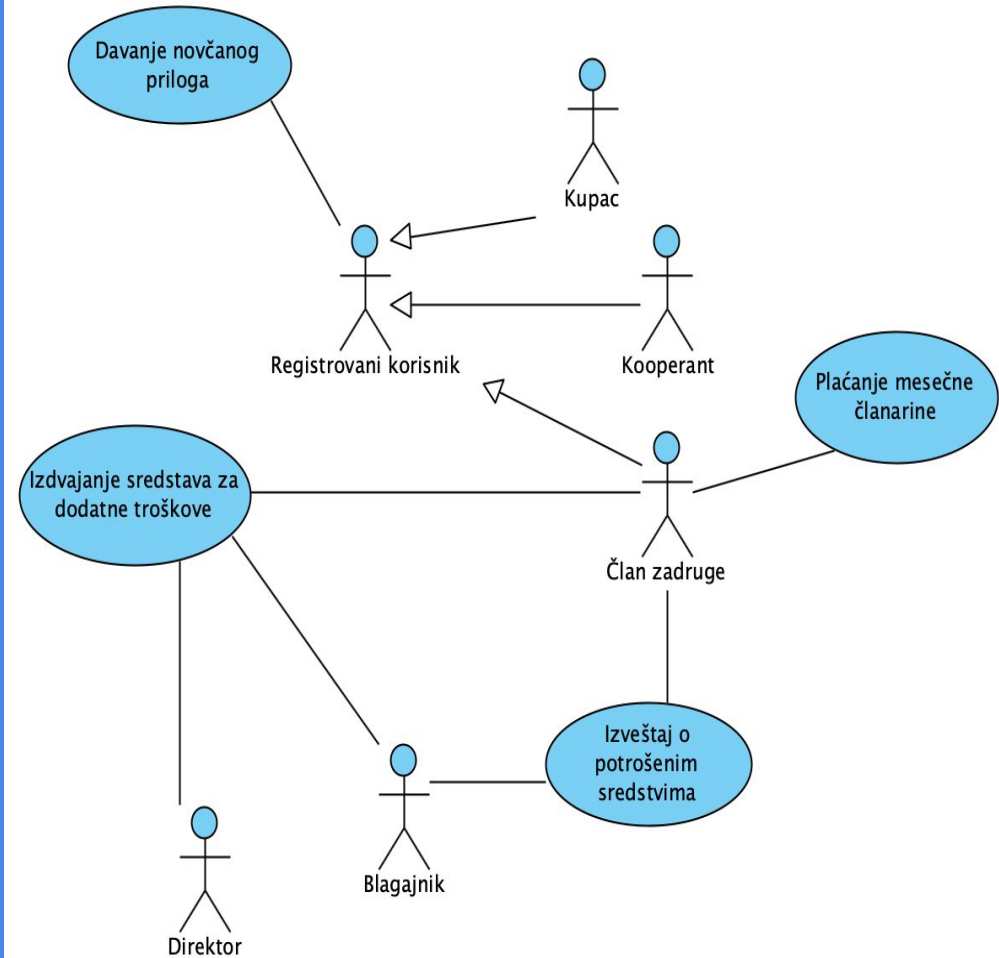 Davanje novčanog
priloga
Kupac
Registrovani korisnik
Kooperant
Plaćanje mesečne
članarine
Izdvajanje sredstava za
dodatne troškove
Član zadruge
Izveštaj o
potrošenim
sredstvima
Blagajnik
Direktor